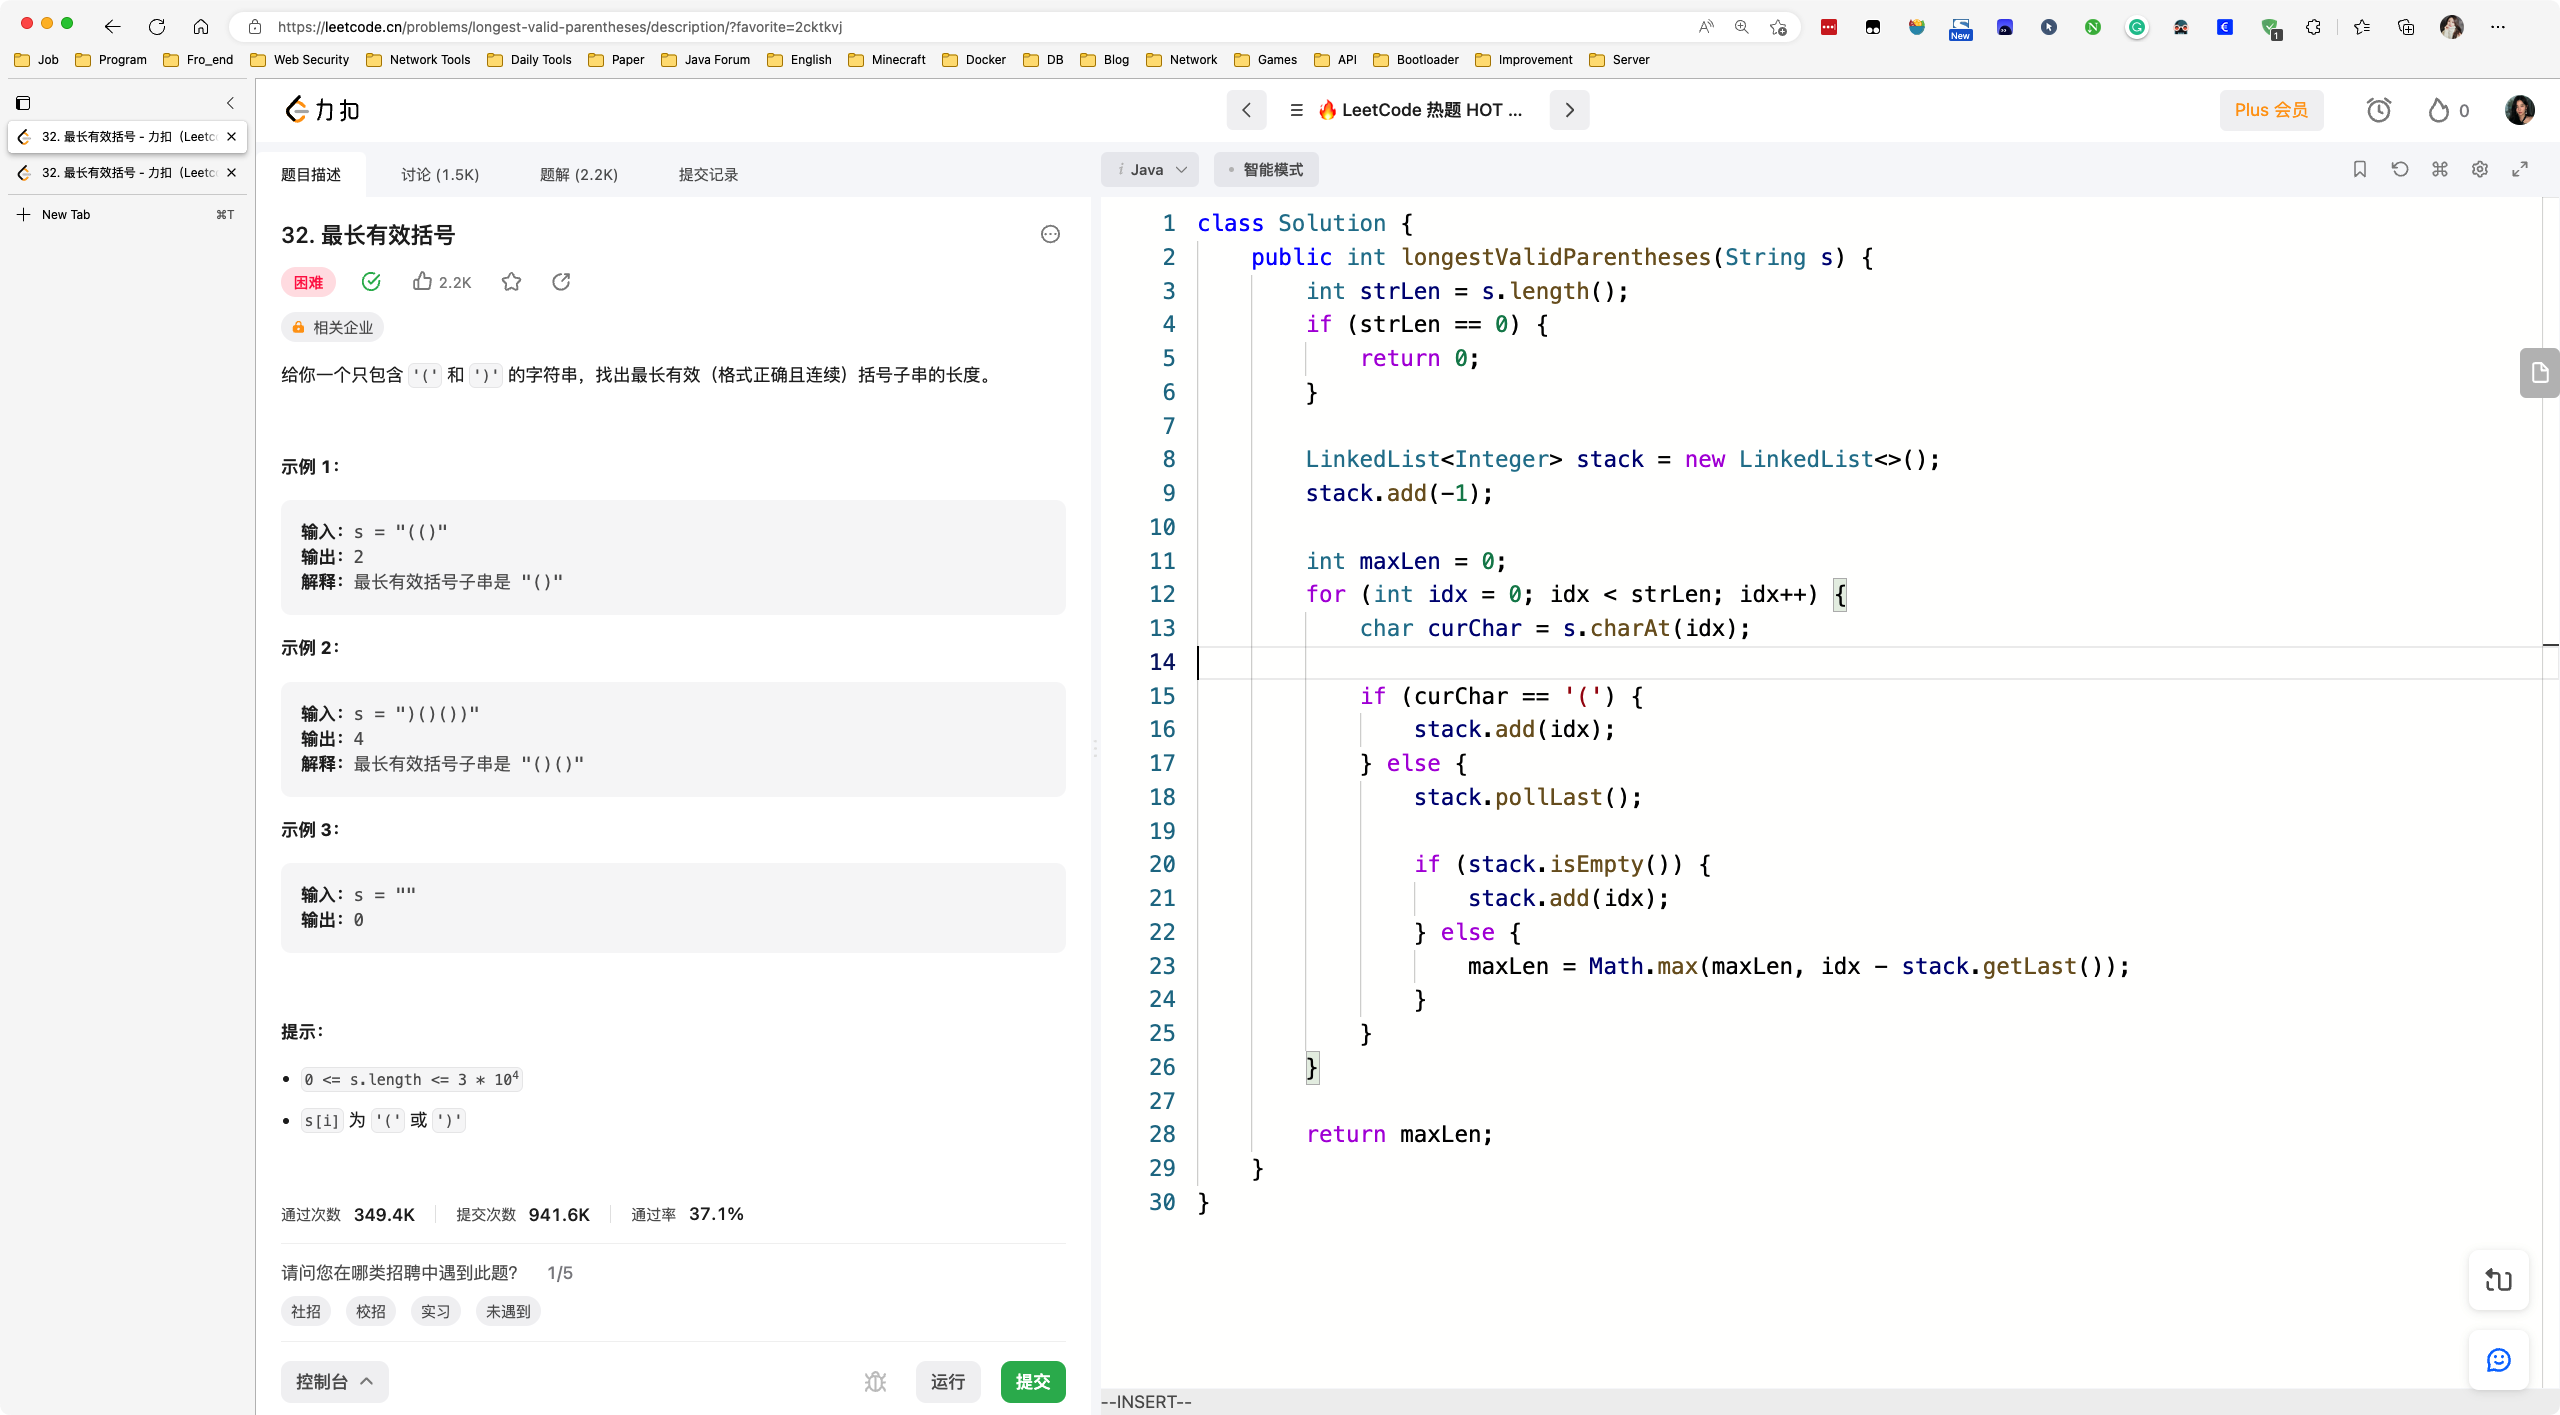 https://leetcode.cn/problems/longest-valid-parentheses/description/?favorite=2cktkvj
New
1
Job Program Fro_end Web Security Network Tools Daily Tools Paper Java Forum English Minecraft Docker DB Blog Network Games API Bootloader Improvement Server
32. 最长有效括号 - 力扣（Leetc
32. 最长有效括号 - 力扣（Leetc
New Tab ⌘T
力扣
LeetCode 热题 HOT ...
Plus 会员
0
题目描述 讨论 (1.5K) 题解 (2.2K) 提交记录
32. 最长有效括号
困难 2.2K
相关企业
给你一个只包含 '(' 和 ')' 的字符串，找出最长有效（格式正确且连续）括号子串的长度。
示例 1：
输入：s = "(()"
输出：2
解释：最长有效括号子串是 "()"
示例 2：
输入：s = ")()())"
输出：4
解释：最长有效括号子串是 "()()"
示例 3：
输入：s = ""
输出：0
提示：
• 0 <= s.length <= 3 * 10⁴
• s[i] 为 '(' 或 ')'
通过次数 349.4K 提交次数 941.6K 通过率 37.1%
请问您在哪类招聘中遇到此题？ 1/5
社招 校招 实习 未遇到
控制台 运行 提交
i Java • 智能模式
1 class Solution {
2     public int longestValidParentheses(String s) {
3         int strLen = s.length();
4         if (strLen == 0) {
5             return 0;
6         }
7
8         LinkedList<Integer> stack = new LinkedList<>();
9         stack.add(-1);
10
11         int maxLen = 0;
12         for (int idx = 0; idx < strLen; idx++) {
13             char curChar = s.charAt(idx);
14
15             if (curChar == '(') {
16                 stack.add(idx);
17             } else {
18                 stack.pollLast();
19
20                 if (stack.isEmpty()) {
21                     stack.add(idx);
22                 } else {
23                     maxLen = Math.max(maxLen, idx - stack.getLast());
24                 }
25             }
26         }
27
28         return maxLen;
29     }
30 }
--INSERT--